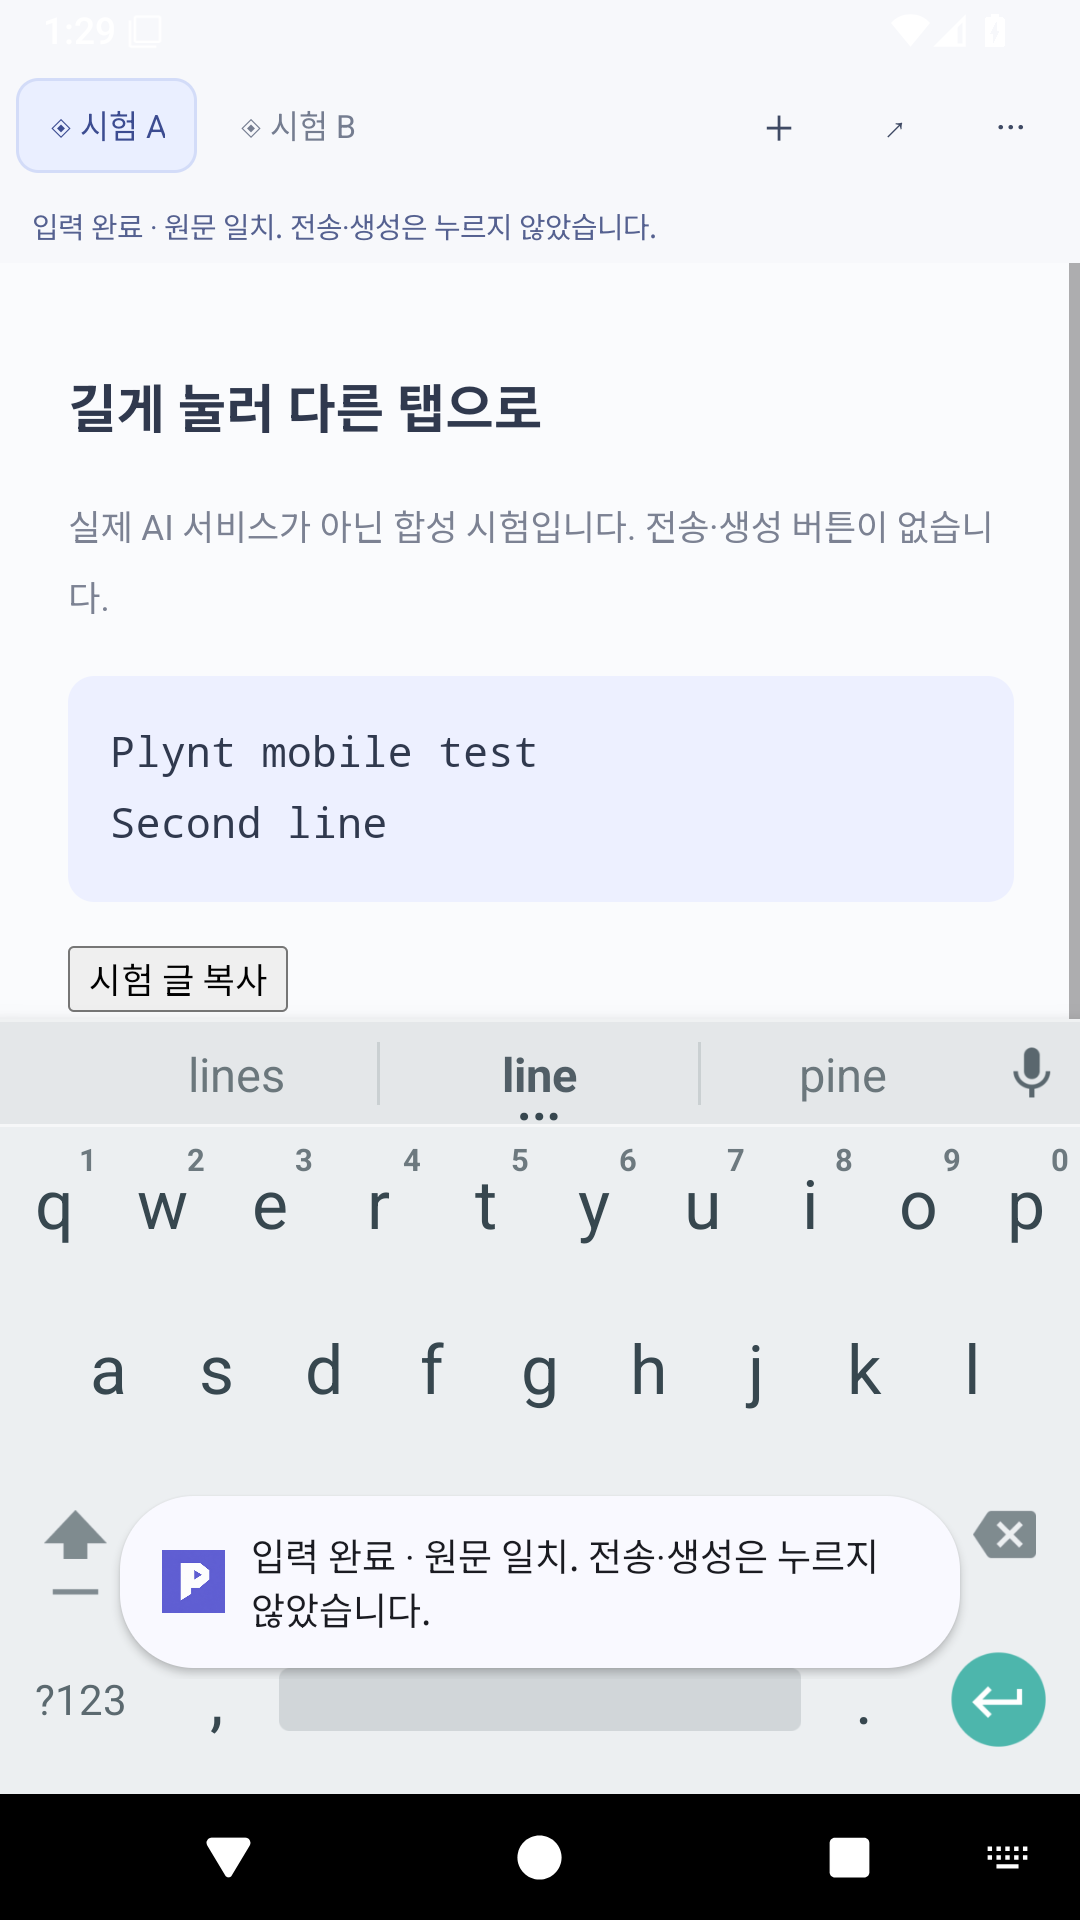 1:29
시험 A
시험 B
입력 완료 · 원문 일치. 전송·생성은 누르지 않았습니다.
길게 눌러 다른 탭으로
실제 AI 서비스가 아닌 합성 시험입니다. 전송·생성 버튼이 없습니
다.
Plynt mobile test
Second line
시험 글 복사
lines line pine
1 2 3 4 5 6 7 8 9 0
q w e r t y u i o p
a s d f g h j k l
입력 완료 · 원문 일치. 전송·생성은 누르지
않았습니다.
?123 , .